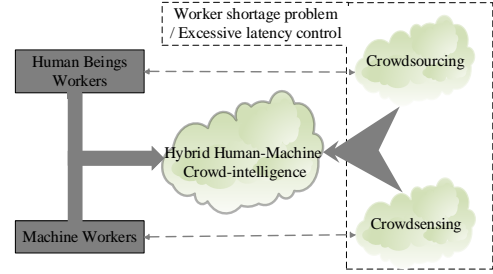 Worker shortage problem
/ Excessive latency control
Human Beings
Workers
Crowdsourcing
Hybrid Human-Machine
Crowd-intelligence
Machine Workers
Crowdsensing